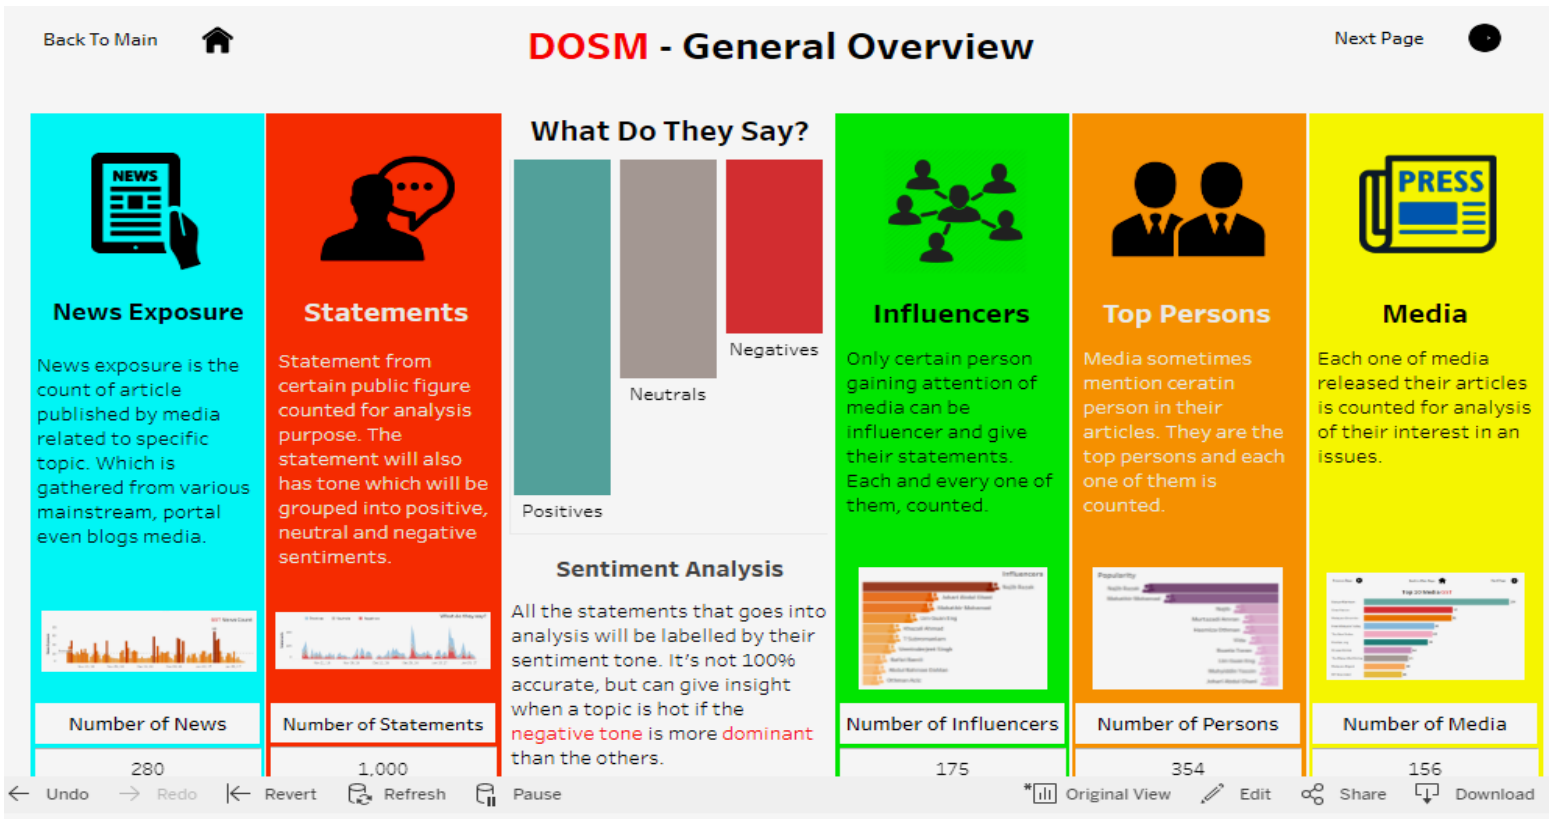 Back To Main
DOSM - General Overview
Next Page
NEWS
News Exposure
News exposure is the
count of article
published by media
related to specific
topic. Which is
gathered from various
mainstream, portal
even blogs media.
Number of News
280
Statements
Statement from
certain public figure
counted for analysis
purpose. The
statement will also
has tone which will be
grouped into positive,
neutral and negative
sentiments.
What do they say?
Number of Statements
1,000
What Do They Say?
Positives
Neutrals
Negatives
Sentiment Analysis
All the statements that goes into
analysis will be labelled by their
sentiment tone. It's not 100%
accurate, but can give insight
when a topic is hot if the
negative tone is more dominant
than the others.
Influencers
Only certain person
gaining attention of
media can be
influencer and give
their statements.
Each and every one of
them, counted.
Influencers
Number of Influencers
175
Top Persons
Media sometimes
mention ceratin
person in their
articles. They are the
top persons and each
one of them is
counted.
Popularity
Number of Persons
354
PRESS
Media
Each one of media
released their articles
is counted for analysis
of their interest in an
issues.
Number of Media
156
Undo
Redo
Revert
Refresh
Pause
Original View
Edit
Share
Download